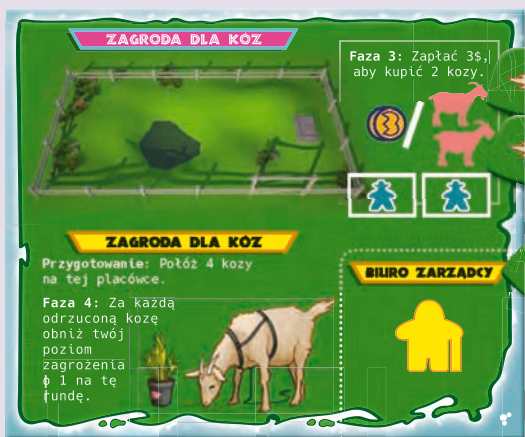 ZAGRODA DLA KÓZ
Faza 3: Zapłać 3$,
aby kupić 2 kozy.
3
ZAGRODA DLA KÓZ
Przygotowanie: Połóż 4 kozy
na tej placówce.
Faza 4: Za każdą
odrzuconą kozę
obniż twój
poziom
zagrożenia
o 1 na tę
rundę.
BIURO ZARZĄDCY